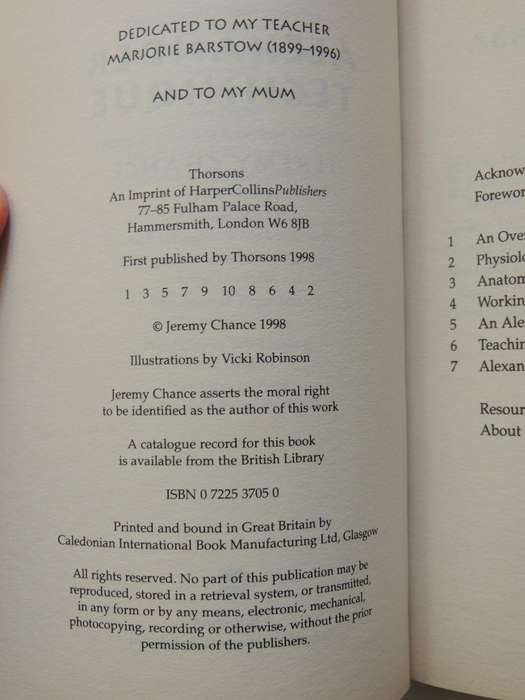 DEDICATED TO MY TEACHER
MARJORIE BARSTOW (1899–1996)
AND TO MY MUM
Thorsons
An Imprint of HarperCollinsPublishers
77–85 Fulham Palace Road,
Hammersmith, London W6 8JB
First published by Thorsons 1998
1 3 5 7 9 10 8 6 4 2
© Jeremy Chance 1998
Illustrations by Vicki Robinson
Jeremy Chance asserts the moral right
to be identified as the author of this work
A catalogue record for this book
is available from the British Library
ISBN 0 7225 3705 0
Printed and bound in Great Britain by
Caledonian International Book Manufacturing Ltd, Glasgow
All rights reserved. No part of this publication may be
reproduced, stored in a retrieval system, or transmitted,
in any form or by any means, electronic, mechanical,
photocopying, recording or otherwise, without the prior
permission of the publishers.
Acknow
Forewor
1 An Over
2 Physiolo
3 Anatom
4 Workin
5 An Ale
6 Teachin
7 Alexan
Resour
About